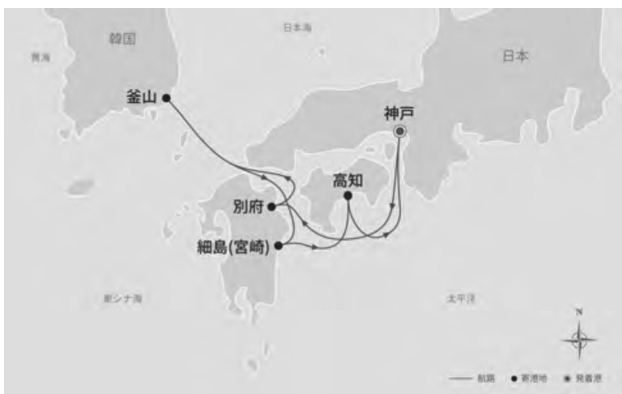 韓国
日本海
黄海
日本
釜山
神戸
高知
別府
細島(宮崎)
東シナ海
太平洋
N
航路
寄港地
発着港